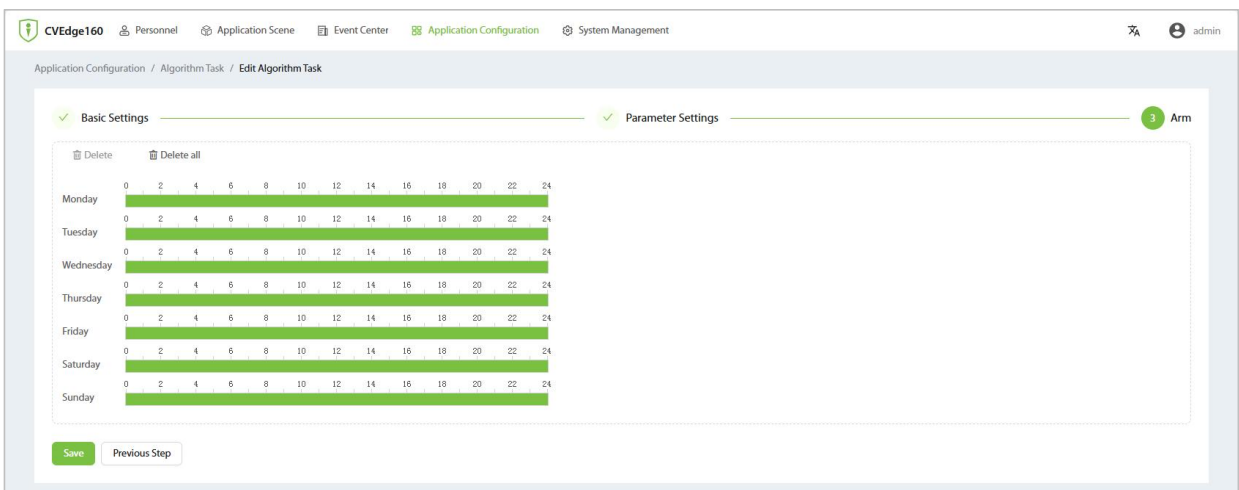 CVEdge160 Personnel Application Scene Event Center Application Configuration System Management admin
Application Configuration / Algorithm Task / Edit Algorithm Task
Basic Settings Parameter Settings 3 Arm
Delete Delete all
0 2 4 6 8 10 12 14 16 18 20 22 24
Monday
0 2 4 6 8 10 12 14 16 18 20 22 24
Tuesday
0 2 4 6 8 10 12 14 16 18 20 22 24
Wednesday
0 2 4 6 8 10 12 14 16 18 20 22 24
Thursday
0 2 4 6 8 10 12 14 16 18 20 22 24
Friday
0 2 4 6 8 10 12 14 16 18 20 22 24
Saturday
0 2 4 6 8 10 12 14 16 18 20 22 24
Sunday
Save Previous Step